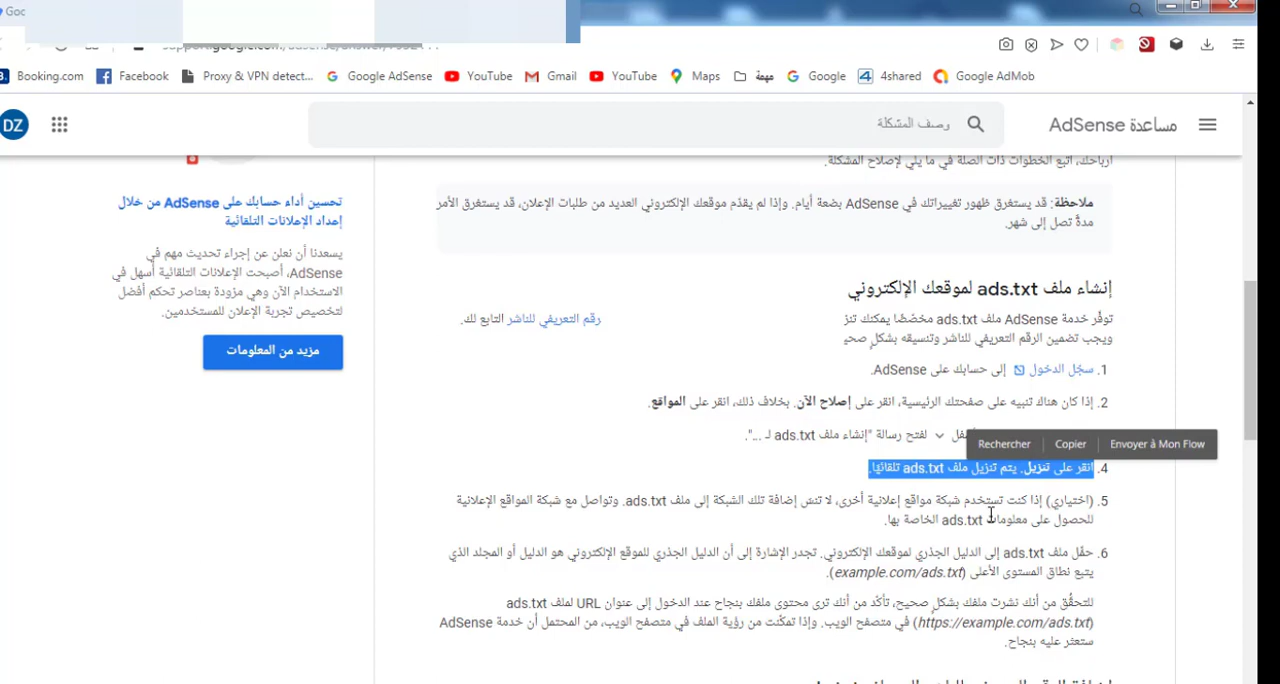 Goc
Booking.com
Facebook
Proxy & VPN detect...
Google AdSense
YouTube
Gmail
YouTube
Maps
مهمة
Google
4shared
Google AdMob
DZ
وصف المشكلة
مساعدة AdSense
أرباحك، اتبع الخطوات ذات الصلة في ما يلي لإصلاح المشكلة.
ملاحظة: قد يستغرق ظهور تغييراتك في AdSense بضعة أيام. وإذا لم يقدّم موقعك الإلكتروني العديد من طلبات الإعلان، قد يستغرق الأمر
مدةً تصل إلى شهر.
إنشاء ملف ads.txt لموقعك الإلكتروني
توفّر خدمة AdSense ملف ads.txt مخصّصًا يمكنك تنز
رقم التعريفي للناشر التابع لك.
ويجب تضمين الرقم التعريفي للناشر وتنسيقه بشكلٍ صحي
1. سجّل الدخول إلى حسابك على AdSense.
2. إذا كان هناك تنبيه على صفحتك الرئيسية، انقر على إصلاح الآن. بخلاف ذلك، انقر على المواقع.
لفتح رسالة "إنشاء ملف ads.txt لـ ...".
Rechercher
Copier
Envoyer à Mon Flow
4. انقر على تنزيل. يتم تنزيل ملف ads.txt تلقائيًا.
5. (اختياري) إذا كنت تستخدم شبكة مواقع إعلانية أخرى، لا تنسَ إضافة تلك الشبكة إلى ملف ads.txt. وتواصل مع شبكة المواقع الإعلانية
للحصول على معلومات ads.txt الخاصة بها.
6. حمّل ملف ads.txt إلى الدليل الجذري لموقعك الإلكتروني. تجدر الإشارة إلى أن الدليل الجذري للموقع الإلكتروني هو الدليل أو المجلد الذي
يتبع نطاق المستوى الأعلى (example.com/ads.txt).
للتحقُّق من أنك نشرت ملفك بشكلٍ صحيح، تأكّد من أنك ترى محتوى ملفك بنجاح عند الدخول إلى عنوان URL لملف ads.txt
(https://example.com/ads.txt) في متصفح الويب. وإذا تمكّنت من رؤية الملف في متصفح الويب، من المحتمل أن خدمة AdSense
ستعثر عليه بنجاح.
تحسين أداء حسابك على AdSense من خلال
إعداد الإعلانات التلقائية
يسعدنا أن نعلن عن إجراء تحديث مهم في
AdSense، أصبحت الإعلانات التلقائية أسهل في
الاستخدام الآن وهي مزودة بعناصر تحكم أفضل
لتخصيص تجربة الإعلان للمستخدمين.
مزيد من المعلومات